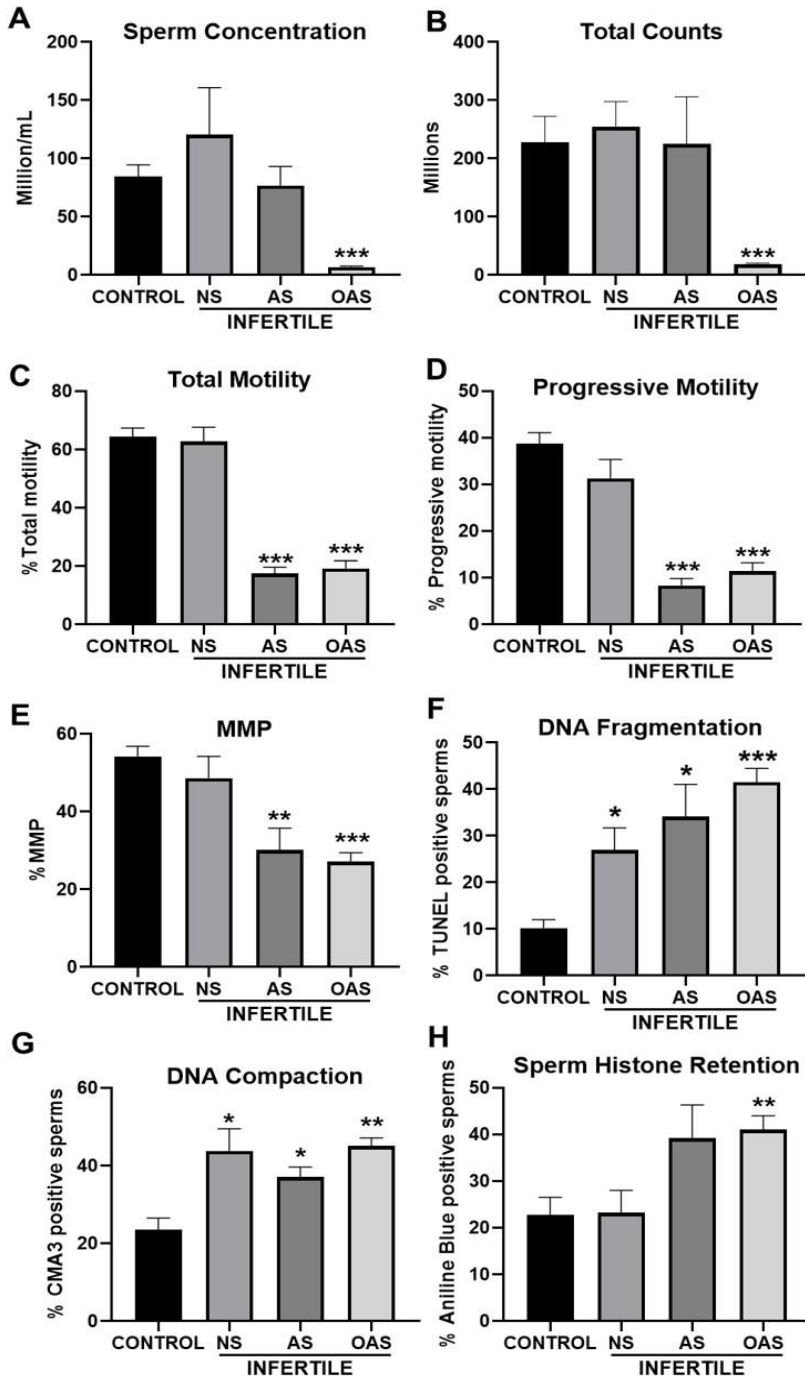 A
Sperm Concentration
Million/mL
200
150
100
50
0
***
CONTROL NS AS OAS
INFERTILE
B
Total Counts
Millions
400
300
200
100
0
***
CONTROL NS AS OAS
INFERTILE
C
Total Motility
% Total motility
80
60
40
20
0
*** ***
CONTROL NS AS OAS
INFERTILE
D
Progressive Motility
% Progressive motility
50
40
30
20
10
0
*** ***
CONTROL NS AS OAS
INFERTILE
E
MMP
% MMP
60
40
20
0
** ***
CONTROL NS AS OAS
INFERTILE
F
DNA Fragmentation
% TUNEL positive sperms
50
40
30
20
10
0
* * ***
CONTROL NS AS OAS
INFERTILE
G
DNA Compaction
% CMA3 positive sperms
60
40
20
0
* * **
CONTROL NS AS OAS
INFERTILE
H
Sperm Histone Retention
% Aniline Blue positive sperms
50
40
30
20
10
0
**
CONTROL NS AS OAS
INFERTILE